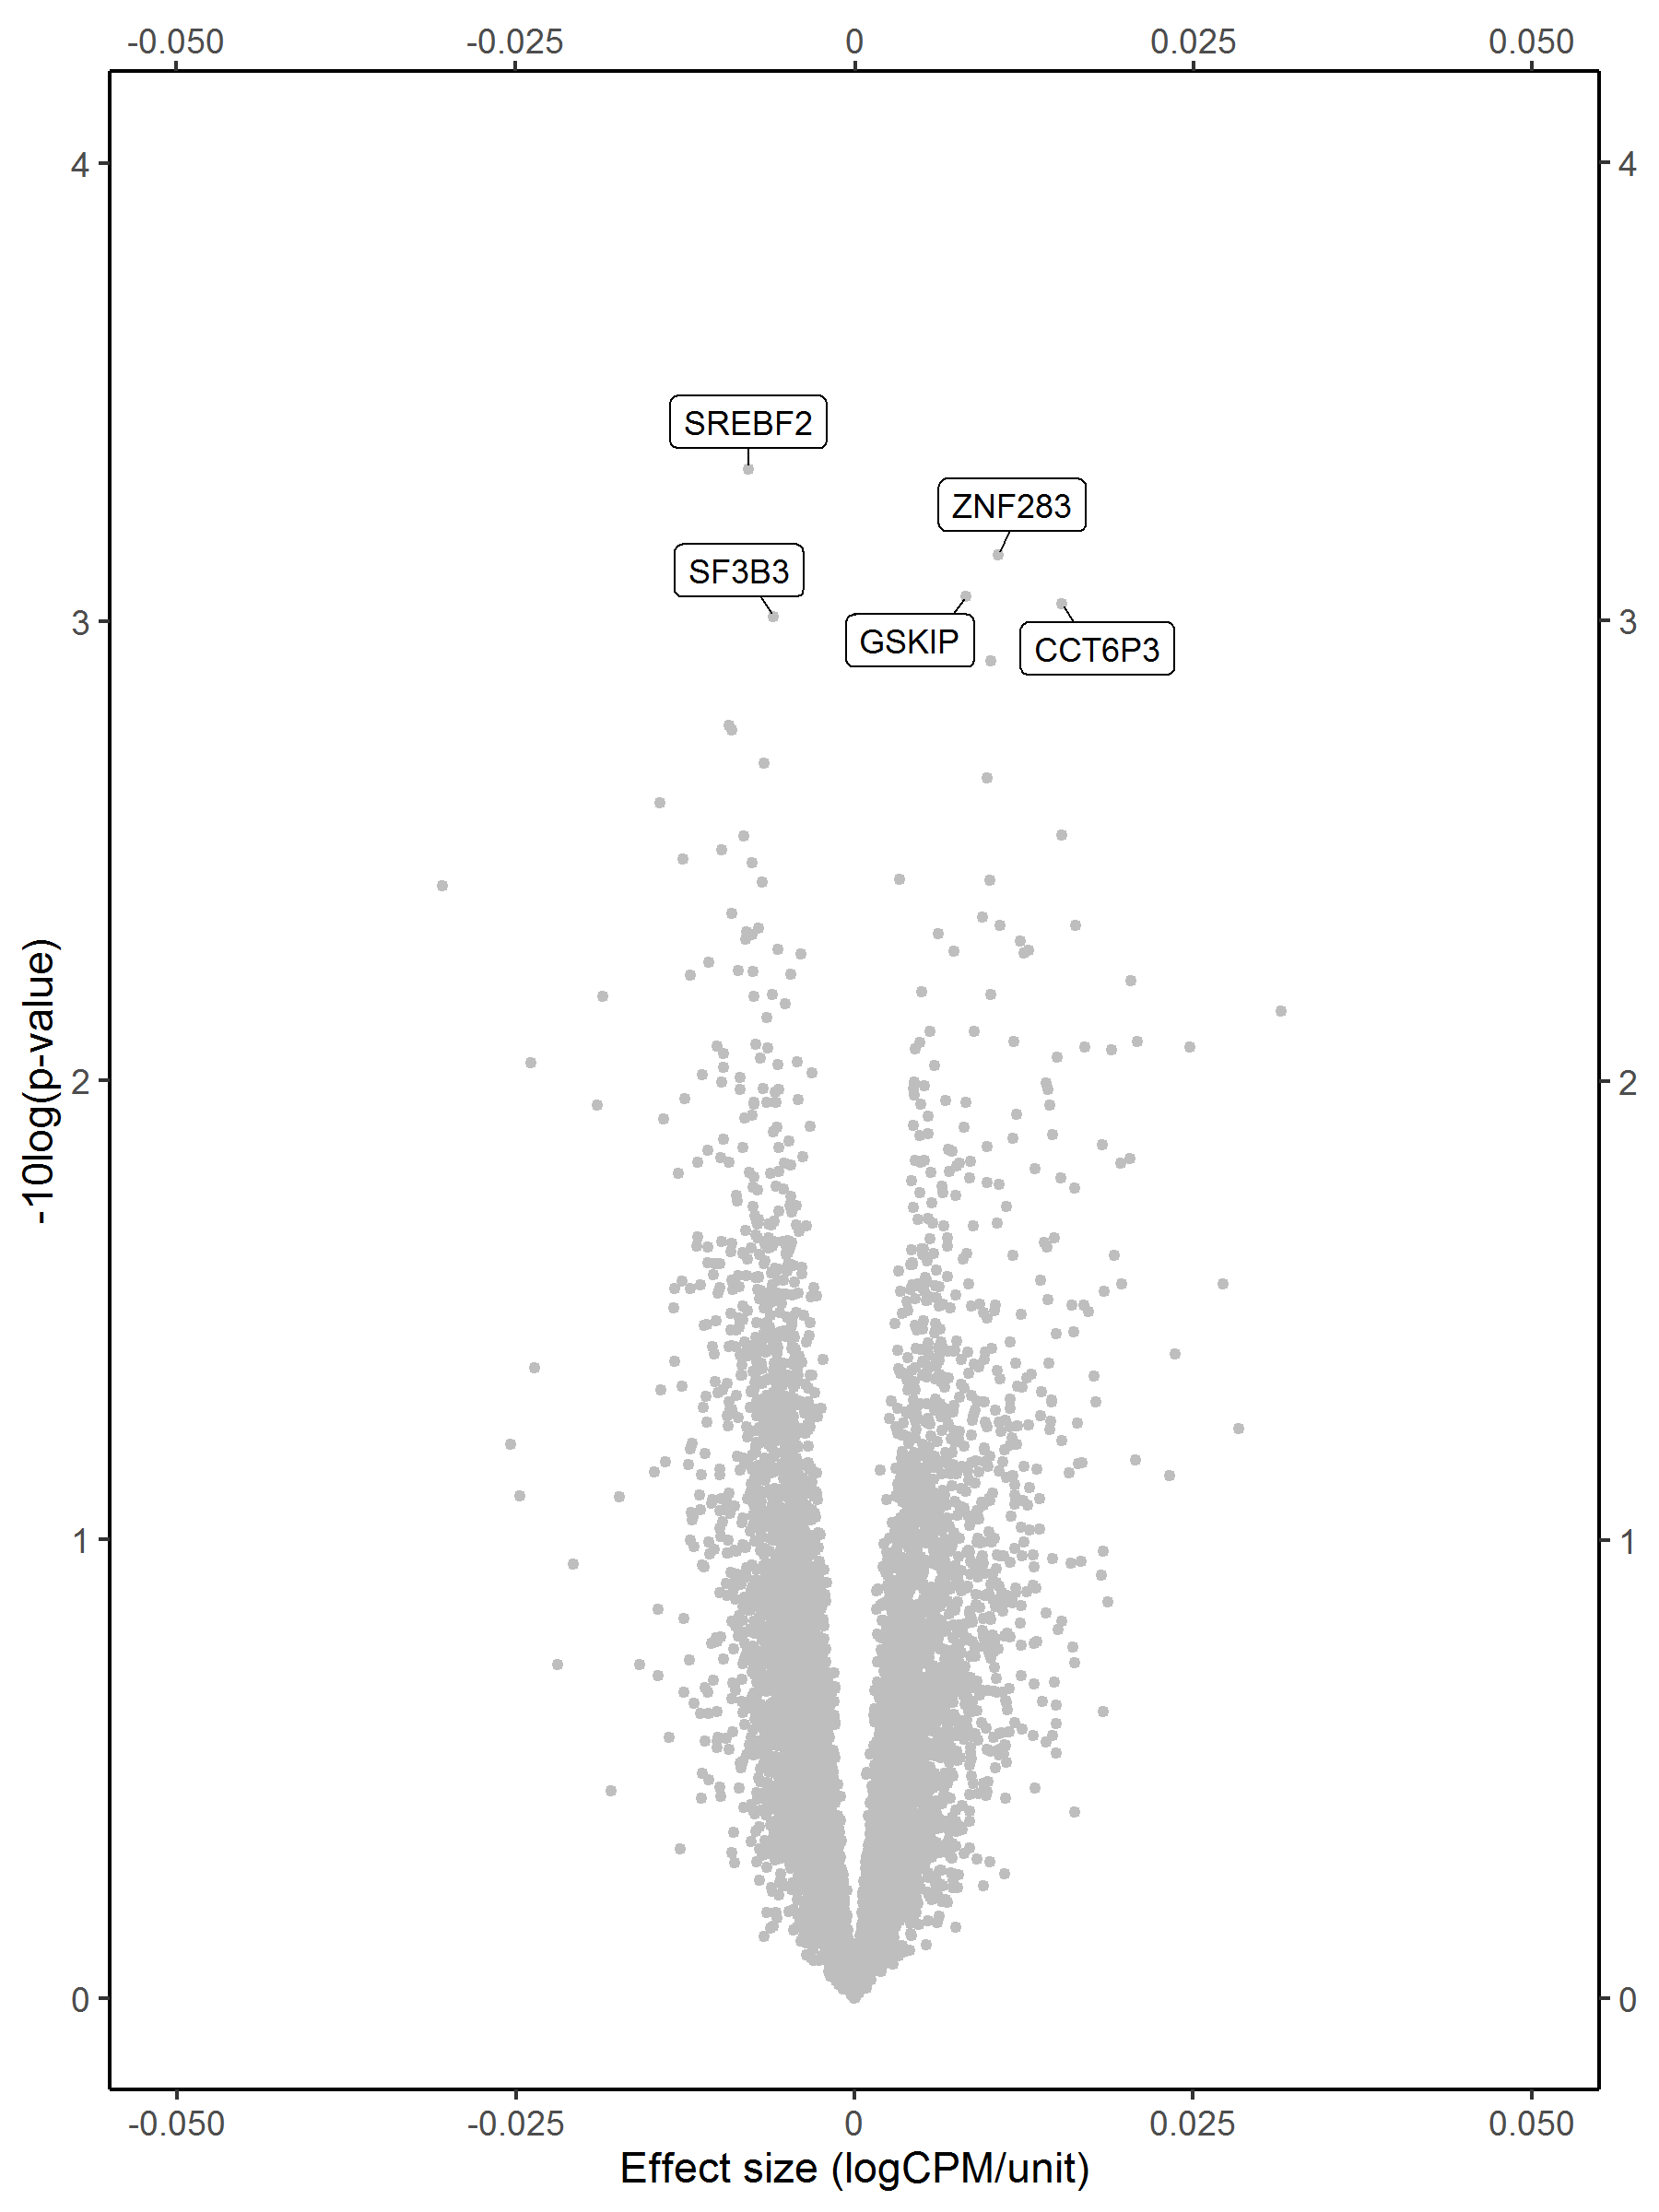 -0.050 -0.025 0 0.025 0.050
4 4
SREBF2
ZNF283
SF3B3
3 3
GSKIP CCT6P3
-10log(p-value)
2 2
1 1
0 0
-0.050 -0.025 0 0.025 0.050
Effect size (logCPM/unit)